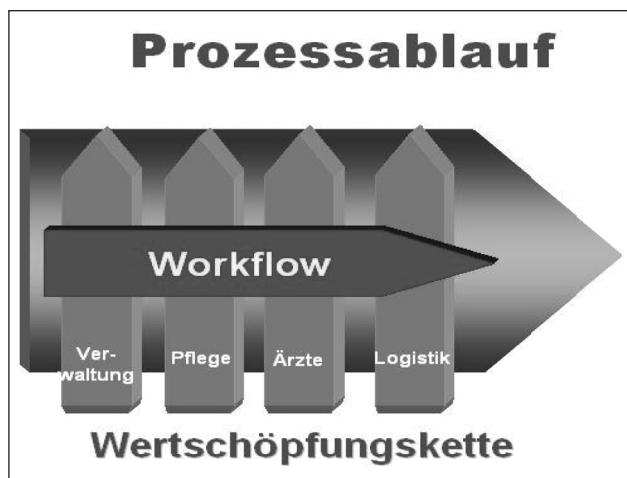 Prozessablauf
Workflow
Ver-
waltung
Pflege
Ärzte
Logistik
Wertschöpfungskette